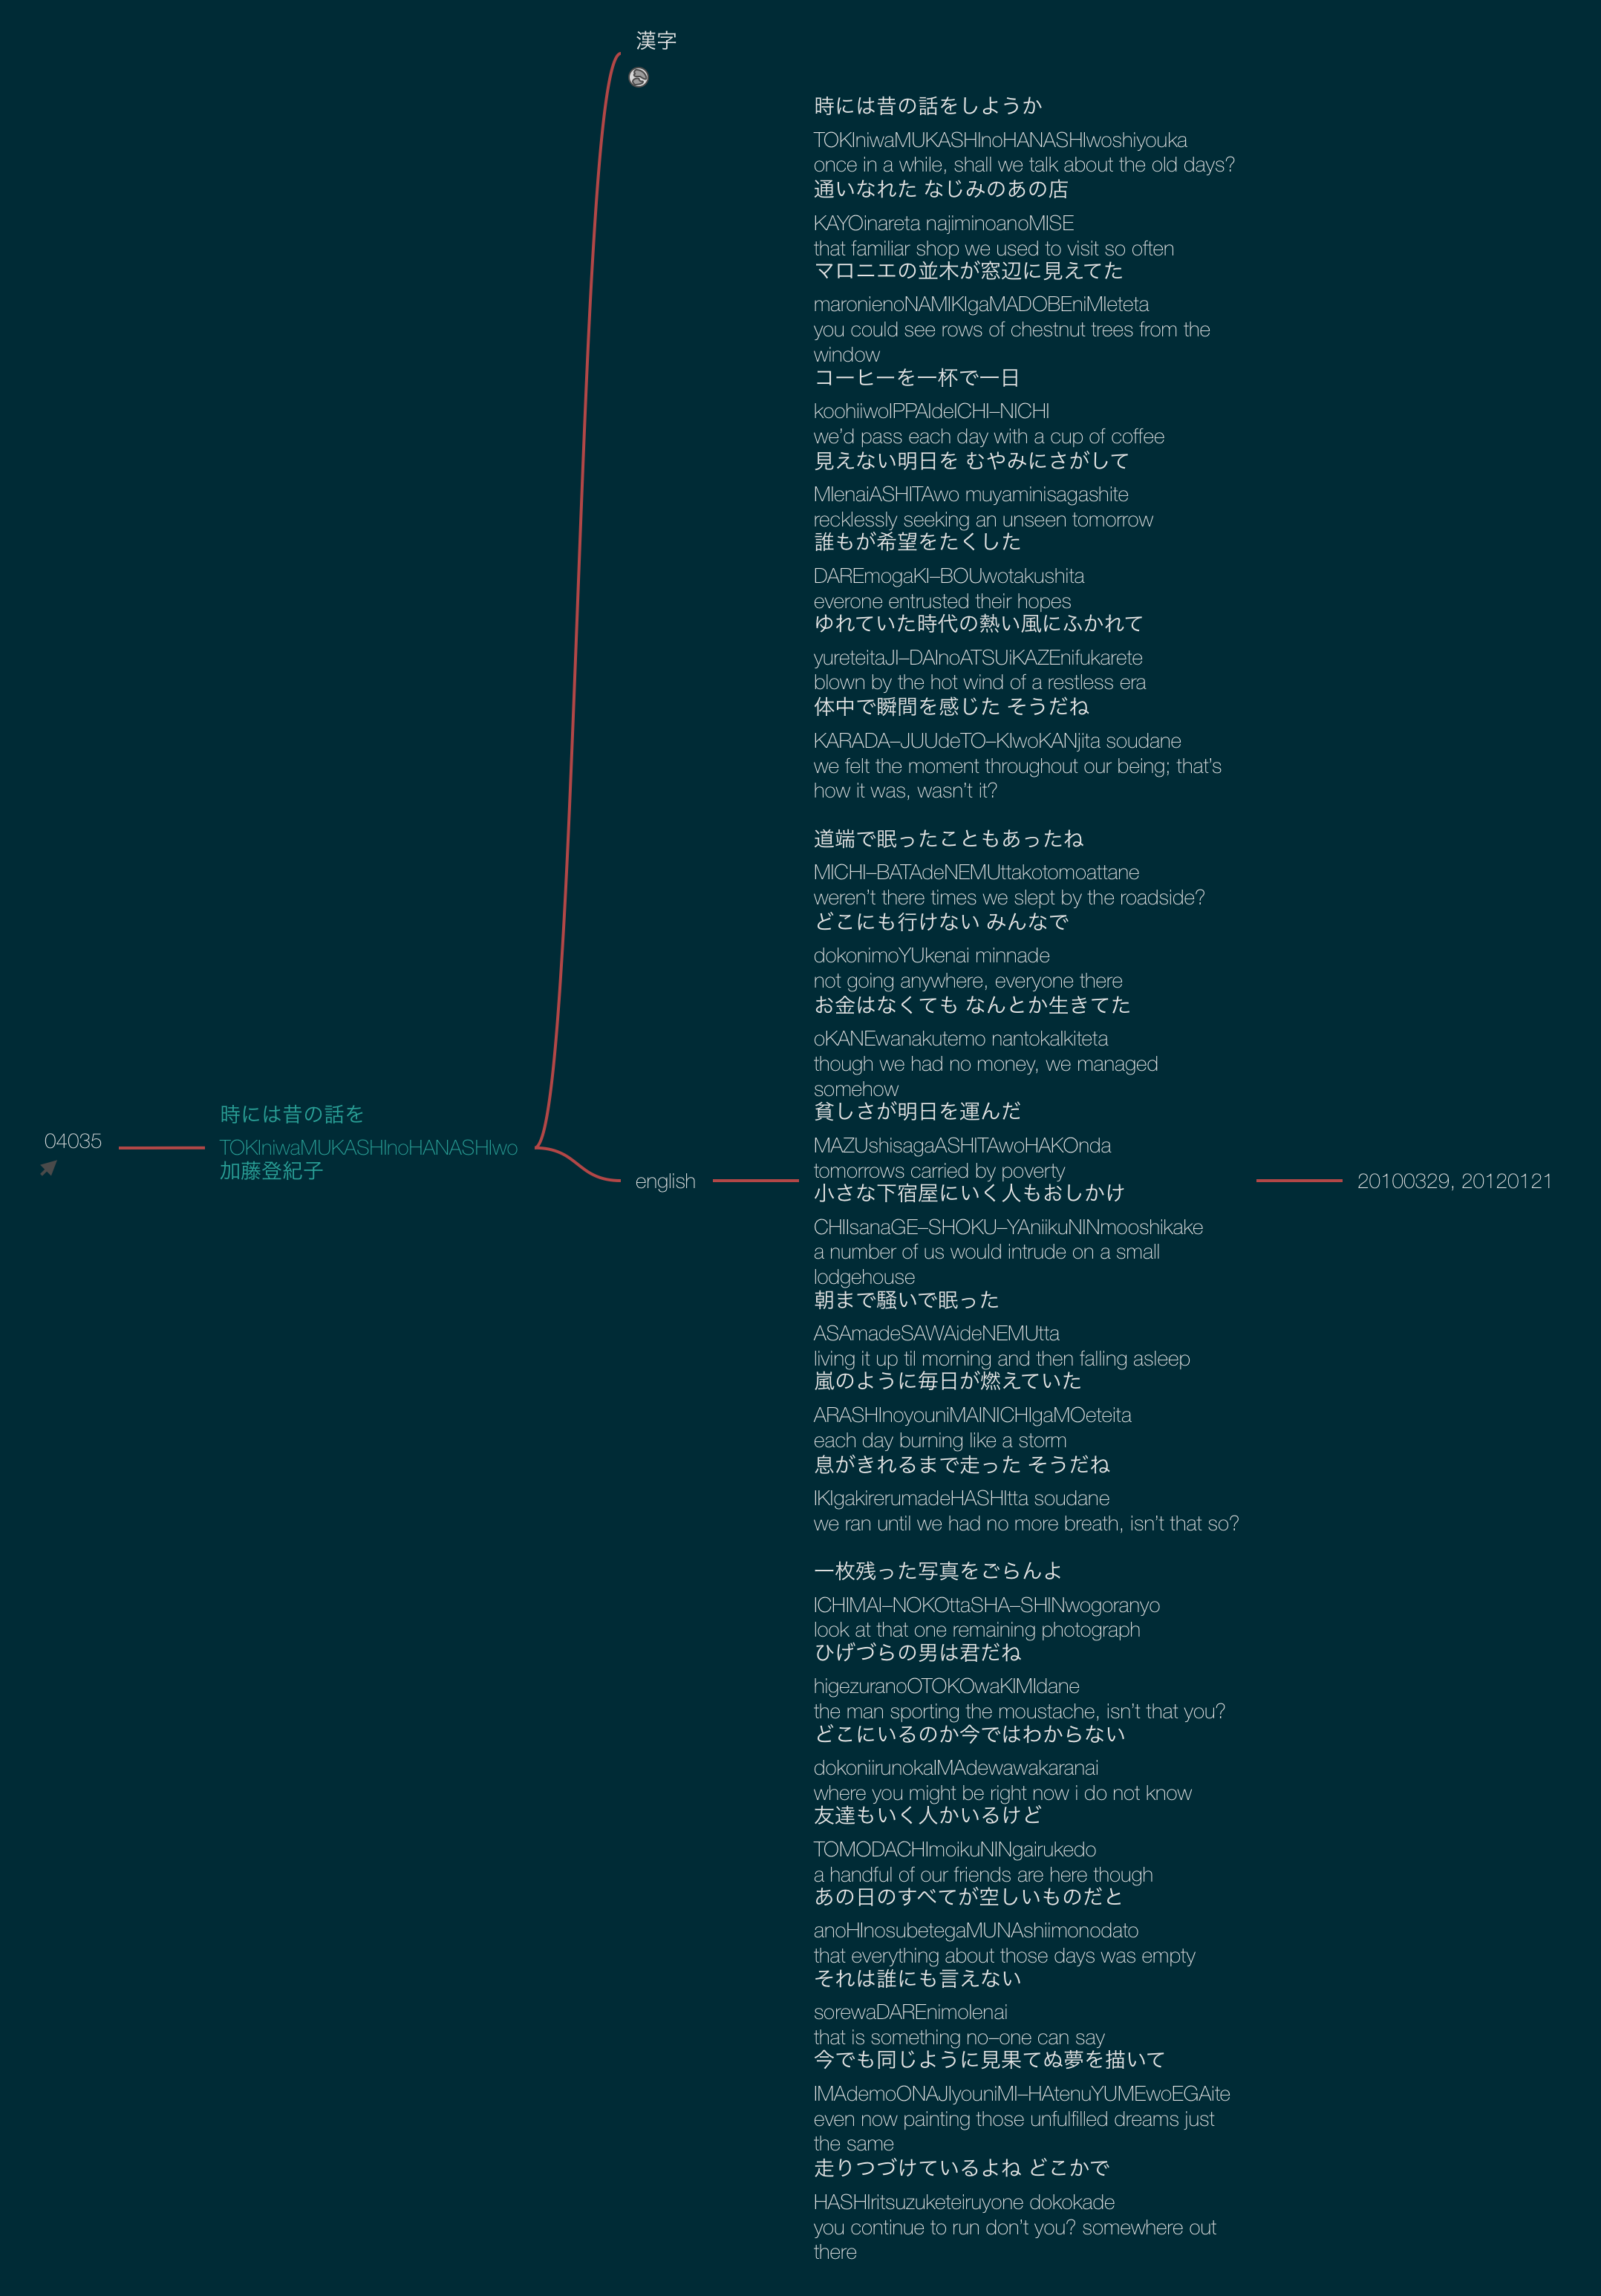 漢字
時には昔の話をしようか
TOKIniwaMUKASHInoHANASHIwoshiyouka
once in a while, shall we talk about the old days?
通いなれた なじみのあの店
KAYOinareta najiminoanoMISE
that familiar shop we used to visit so often
マロニエの並木が窓辺に見えてた
maronienoNAMIKIgaMADOBEniMIeteta
you could see rows of chestnut trees from the
window
コーヒーを一杯で一日
koohiiwoIPPAIdeICHI–NICHI
we’d pass each day with a cup of coffee
見えない明日を むやみにさがして
MIenaiASHITAwo muyaminisagashite
recklessly seeking an unseen tomorrow
誰もが希望をたくした
DAREmogaKI–BOUwotakushita
everone entrusted their hopes
ゆれていた時代の熱い風にふかれて
yureteitaJI–DAInoATSUiKAZEnifukarete
blown by the hot wind of a restless era
体中で瞬間を感じた そうだね
KARADA–JUUdeTO–KIwoKANjita soudane
we felt the moment throughout our being; that’s
how it was, wasn’t it?
道端で眠ったこともあったね
MICHI–BATAdeNEMUttakotomoattane
weren’t there times we slept by the roadside?
どこにも行けない みんなで
dokonimoYUkenai minnade
not going anywhere, everyone there
お金はなくても なんとか生きてた
oKANEwanakutemo nantokaIkiteta
though we had no money, we managed
somehow
貧しさが明日を運んだ
MAZUshisagaASHITAwoHAKOnda
tomorrows carried by poverty
小さな下宿屋にいく人もおしかけ
CHIIsanaGE–SHOKU–YAniikuNINmooshikake
a number of us would intrude on a small
lodgehouse
朝まで騒いで眠った
ASAmadeSAWAideNEMUtta
living it up til morning and then falling asleep
嵐のように毎日が燃えていた
ARASHInoyouniMAINICHIgaMOeteita
each day burning like a storm
息がきれるまで走った そうだね
IKIgakirerumadeHASHItta soudane
we ran until we had no more breath, isn’t that so?
一枚残った写真をごらんよ
ICHIMAI–NOKOttaSHA–SHINwogoranyo
look at that one remaining photograph
ひげづらの男は君だね
higezuranoOTOKOwaKIMIdane
the man sporting the moustache, isn’t that you?
どこにいるのか今ではわからない
dokoniirunokaIMAdewawakaranai
where you might be right now i do not know
友達もいく人かいるけど
TOMODACHImoikuNINgairukedo
a handful of our friends are here though
あの日のすべてが空しいものだと
anoHInosubetegaMUNAshiimonodato
that everything about those days was empty
それは誰にも言えない
sorewaDAREnimoIenai
that is something no–one can say
今でも同じように見果てぬ夢を描いて
IMAdemoONAJIyouniMI–HAtenuYUMEwoEGAite
even now painting those unfulfilled dreams just
the same
走りつづけているよね どこかで
HASHIritsuzuketeiruyone dokokade
you continue to run don’t you? somewhere out
there
04035
時には昔の話を
TOKIniwaMUKASHInoHANASHIwo
加藤登紀子
english
20100329, 20120121